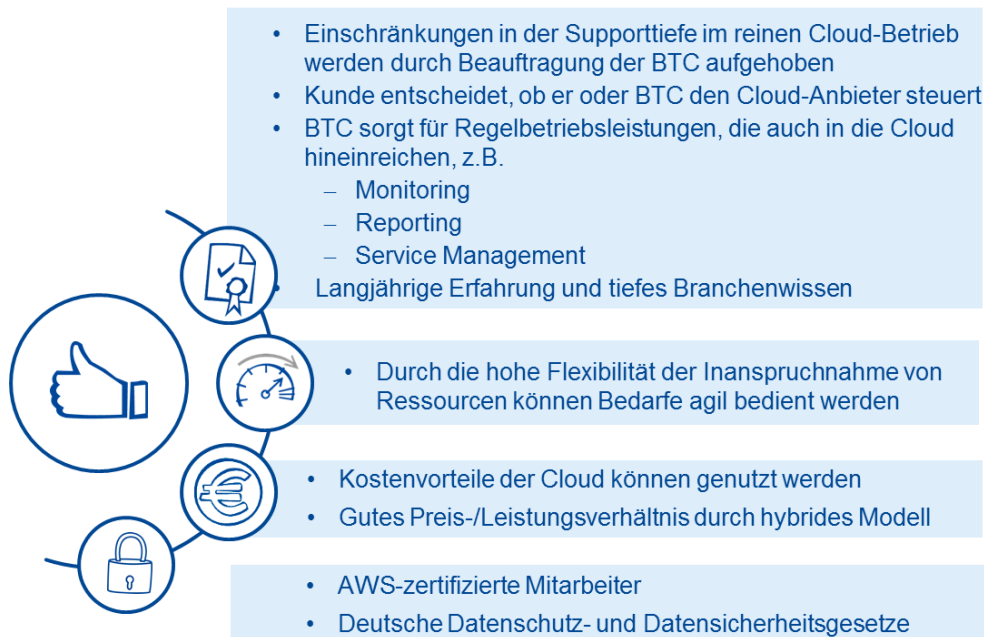 • Einschränkungen in der Supporttiefe im reinen Cloud-Betrieb
werden durch Beauftragung der BTC aufgehoben
• Kunde entscheidet, ob er oder BTC den Cloud-Anbieter steuert
• BTC sorgt für Regelbetriebsleistungen, die auch in die Cloud
hineinreichen, z.B.
– Monitoring
– Reporting
– Service Management
• Langjährige Erfahrung und tiefes Branchenwissen
• Durch die hohe Flexibilität der Inanspruchnahme von
Ressourcen können Bedarfe agil bedient werden
• Kostenvorteile der Cloud können genutzt werden
• Gutes Preis-/Leistungsverhältnis durch hybrides Modell
• AWS-zertifizierte Mitarbeiter
• Deutsche Datenschutz- und Datensicherheitsgesetze